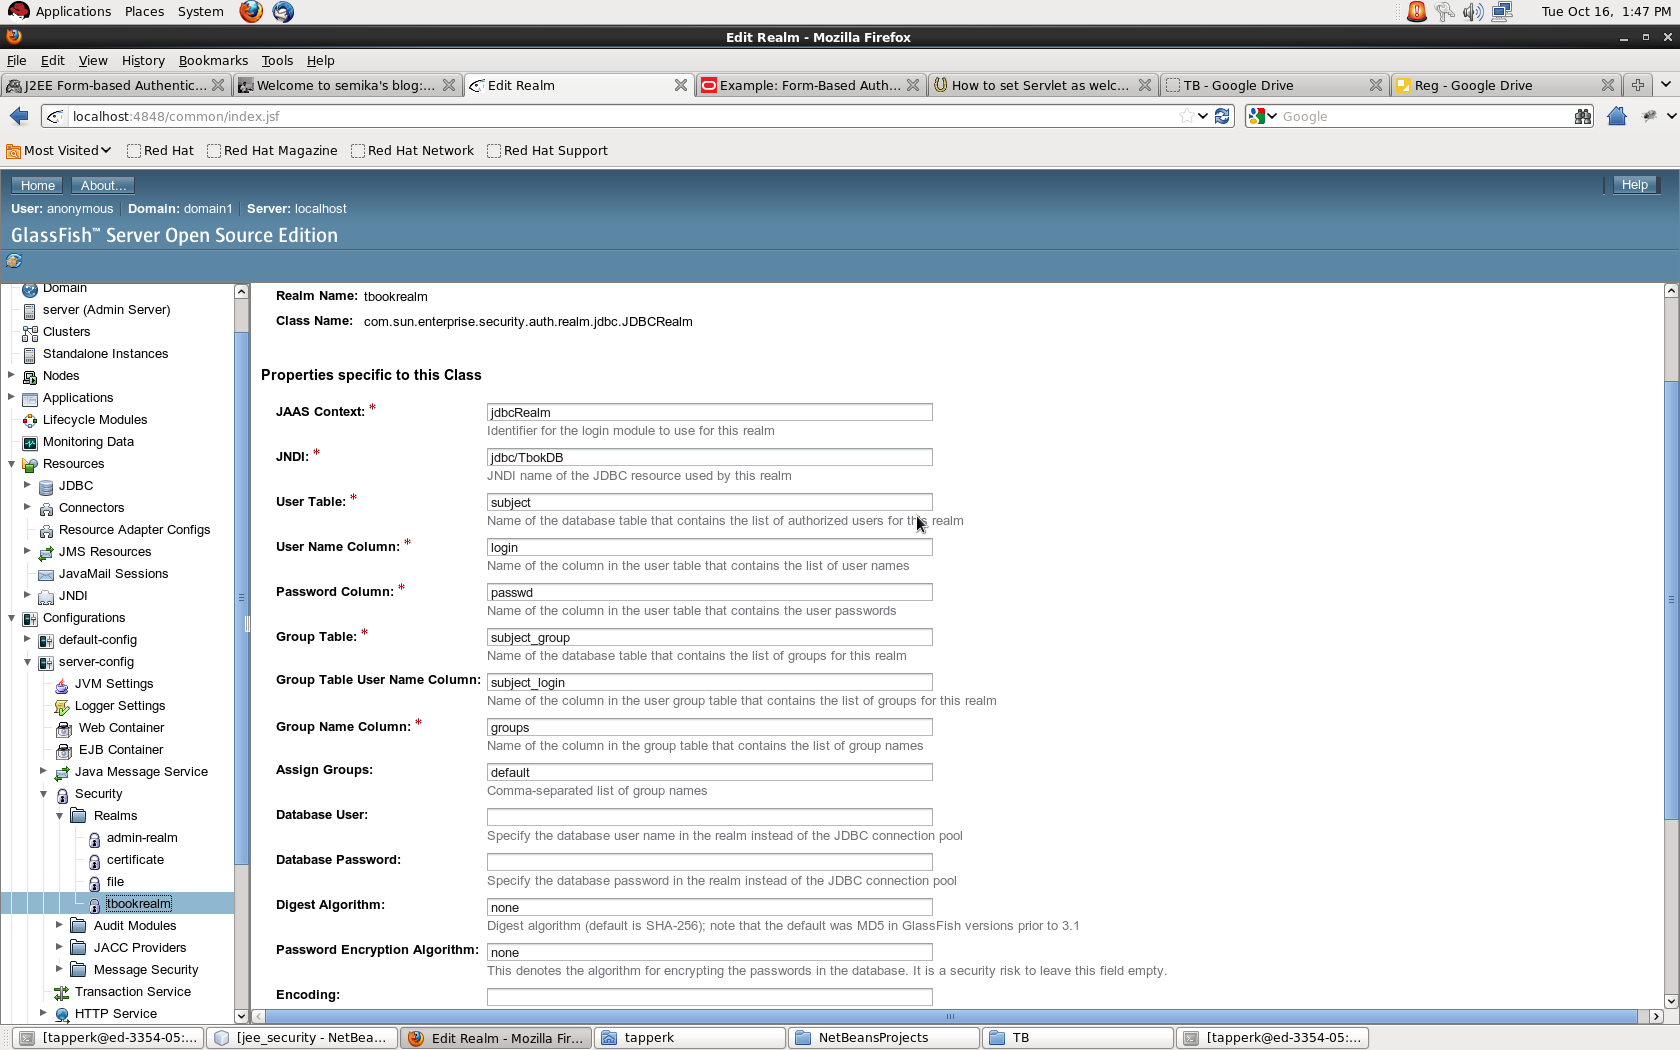 Applications Places System
Tue Oct 16, 1:47 PM
Edit Realm - Mozilla Firefox
File Edit View History Bookmarks Tools Help
J2EE Form-based Authentic...
Welcome to semika's blog:...
Edit Realm
Example: Form-Based Auth...
How to set Servlet as welc...
TB - Google Drive
Reg - Google Drive
localhost:4848/common/index.jsf
Google
Most Visited
Red Hat
Red Hat Magazine
Red Hat Network
Red Hat Support
Home About... Help
User: anonymous Domain: domain1 Server: localhost
GlassFish™ Server Open Source Edition
Domain
server (Admin Server)
Clusters
Standalone Instances
Nodes
Applications
Lifecycle Modules
Monitoring Data
Resources
JDBC
Connectors
Resource Adapter Configs
JMS Resources
JavaMail Sessions
JNDI
Configurations
default-config
server-config
JVM Settings
Logger Settings
Web Container
EJB Container
Java Message Service
Security
Realms
admin-realm
certificate
file
tbookrealm
Audit Modules
JACC Providers
Message Security
Transaction Service
HTTP Service
Realm Name: tbookrealm
Class Name: com.sun.enterprise.security.auth.realm.jdbc.JDBCRealm
Properties specific to this Class
JAAS Context: * jdbcRealm
Identifier for the login module to use for this realm
JNDI: * jdbc/TbokDB
JNDI name of the JDBC resource used by this realm
User Table: * subject
Name of the database table that contains the list of authorized users for this realm
User Name Column: * login
Name of the column in the user table that contains the list of user names
Password Column: * passwd
Name of the column in the user table that contains the user passwords
Group Table: * subject_group
Name of the database table that contains the list of groups for this realm
Group Table User Name Column: subject_login
Name of the column in the user group table that contains the list of groups for this realm
Group Name Column: * groups
Name of the column in the group table that contains the list of group names
Assign Groups: default
Comma-separated list of group names
Database User:
Specify the database user name in the realm instead of the JDBC connection pool
Database Password:
Specify the database password in the realm instead of the JDBC connection pool
Digest Algorithm: none
Digest algorithm (default is SHA-256); note that the default was MD5 in GlassFish versions prior to 3.1
Password Encryption Algorithm: none
This denotes the algorithm for encrypting the passwords in the database. It is a security risk to leave this field empty.
Encoding:
[tapperk@ed-3354-05:...
[jee_security - NetBea...
Edit Realm - Mozilla Fir...
tapperk
NetBeansProjects
TB
[tapperk@ed-3354-05:...